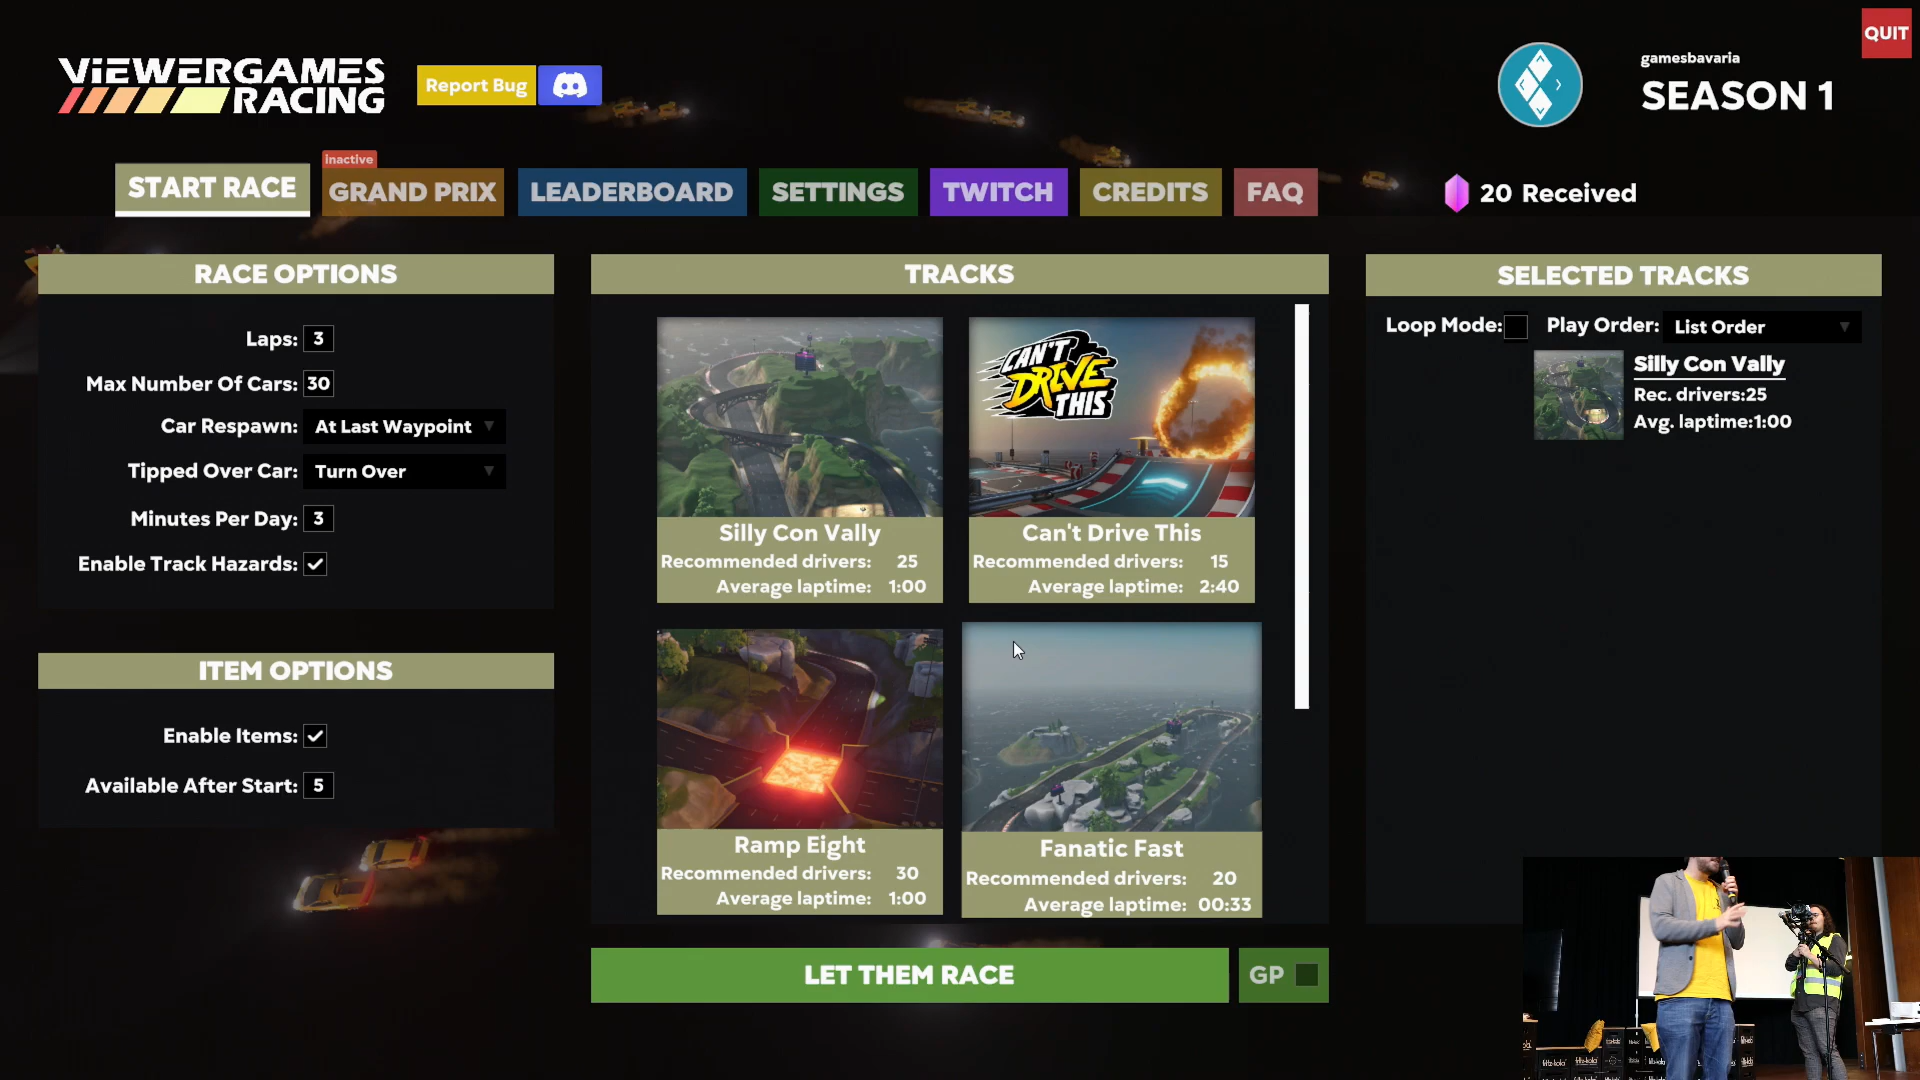 QUIT
ViEWERGAMES
RACING
Report Bug
gamesbavaria
SEASON 1
inactive
START RACE
GRAND PRIX
LEADERBOARD
SETTINGS
TWITCH
CREDITS
FAQ
20 Received
RACE OPTIONS
Laps: 3
Max Number Of Cars: 30
Car Respawn: At Last Waypoint
Tipped Over Car: Turn Over
Minutes Per Day: 3
Enable Track Hazards:
ITEM OPTIONS
Enable Items:
Available After Start: 5
TRACKS
Silly Con Vally
Recommended drivers: 25
Average laptime: 1:00
CAN'T
DRIVE
THIS
Can't Drive This
Recommended drivers: 15
Average laptime: 2:40
Ramp Eight
Recommended drivers: 30
Average laptime: 1:00
Fanatic Fast
Recommended drivers: 20
Average laptime: 00:33
LET THEM RACE
GP
SELECTED TRACKS
Loop Mode:
Play Order: List Order
Silly Con Vally
Rec. drivers:25
Avg. laptime:1:00
fritz-kola